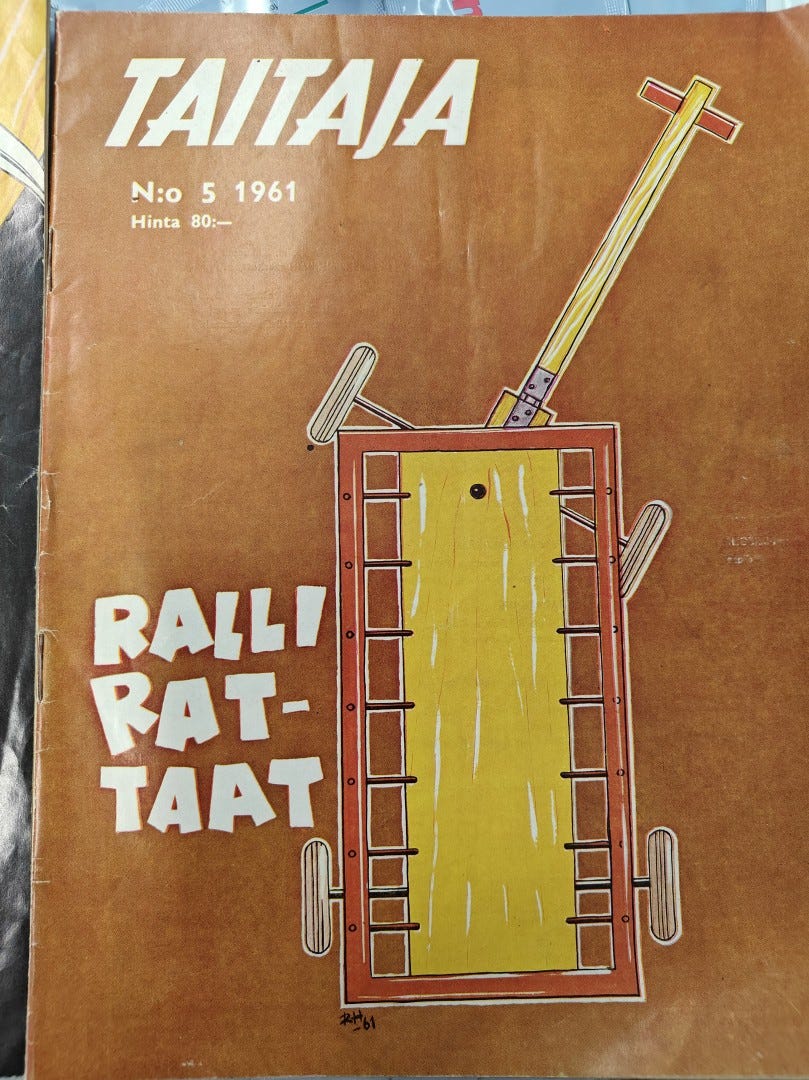 TAITAJA
N:o 5 1961
Hinta 80:—
RALLI
RAT-
TAAT
RH
-61